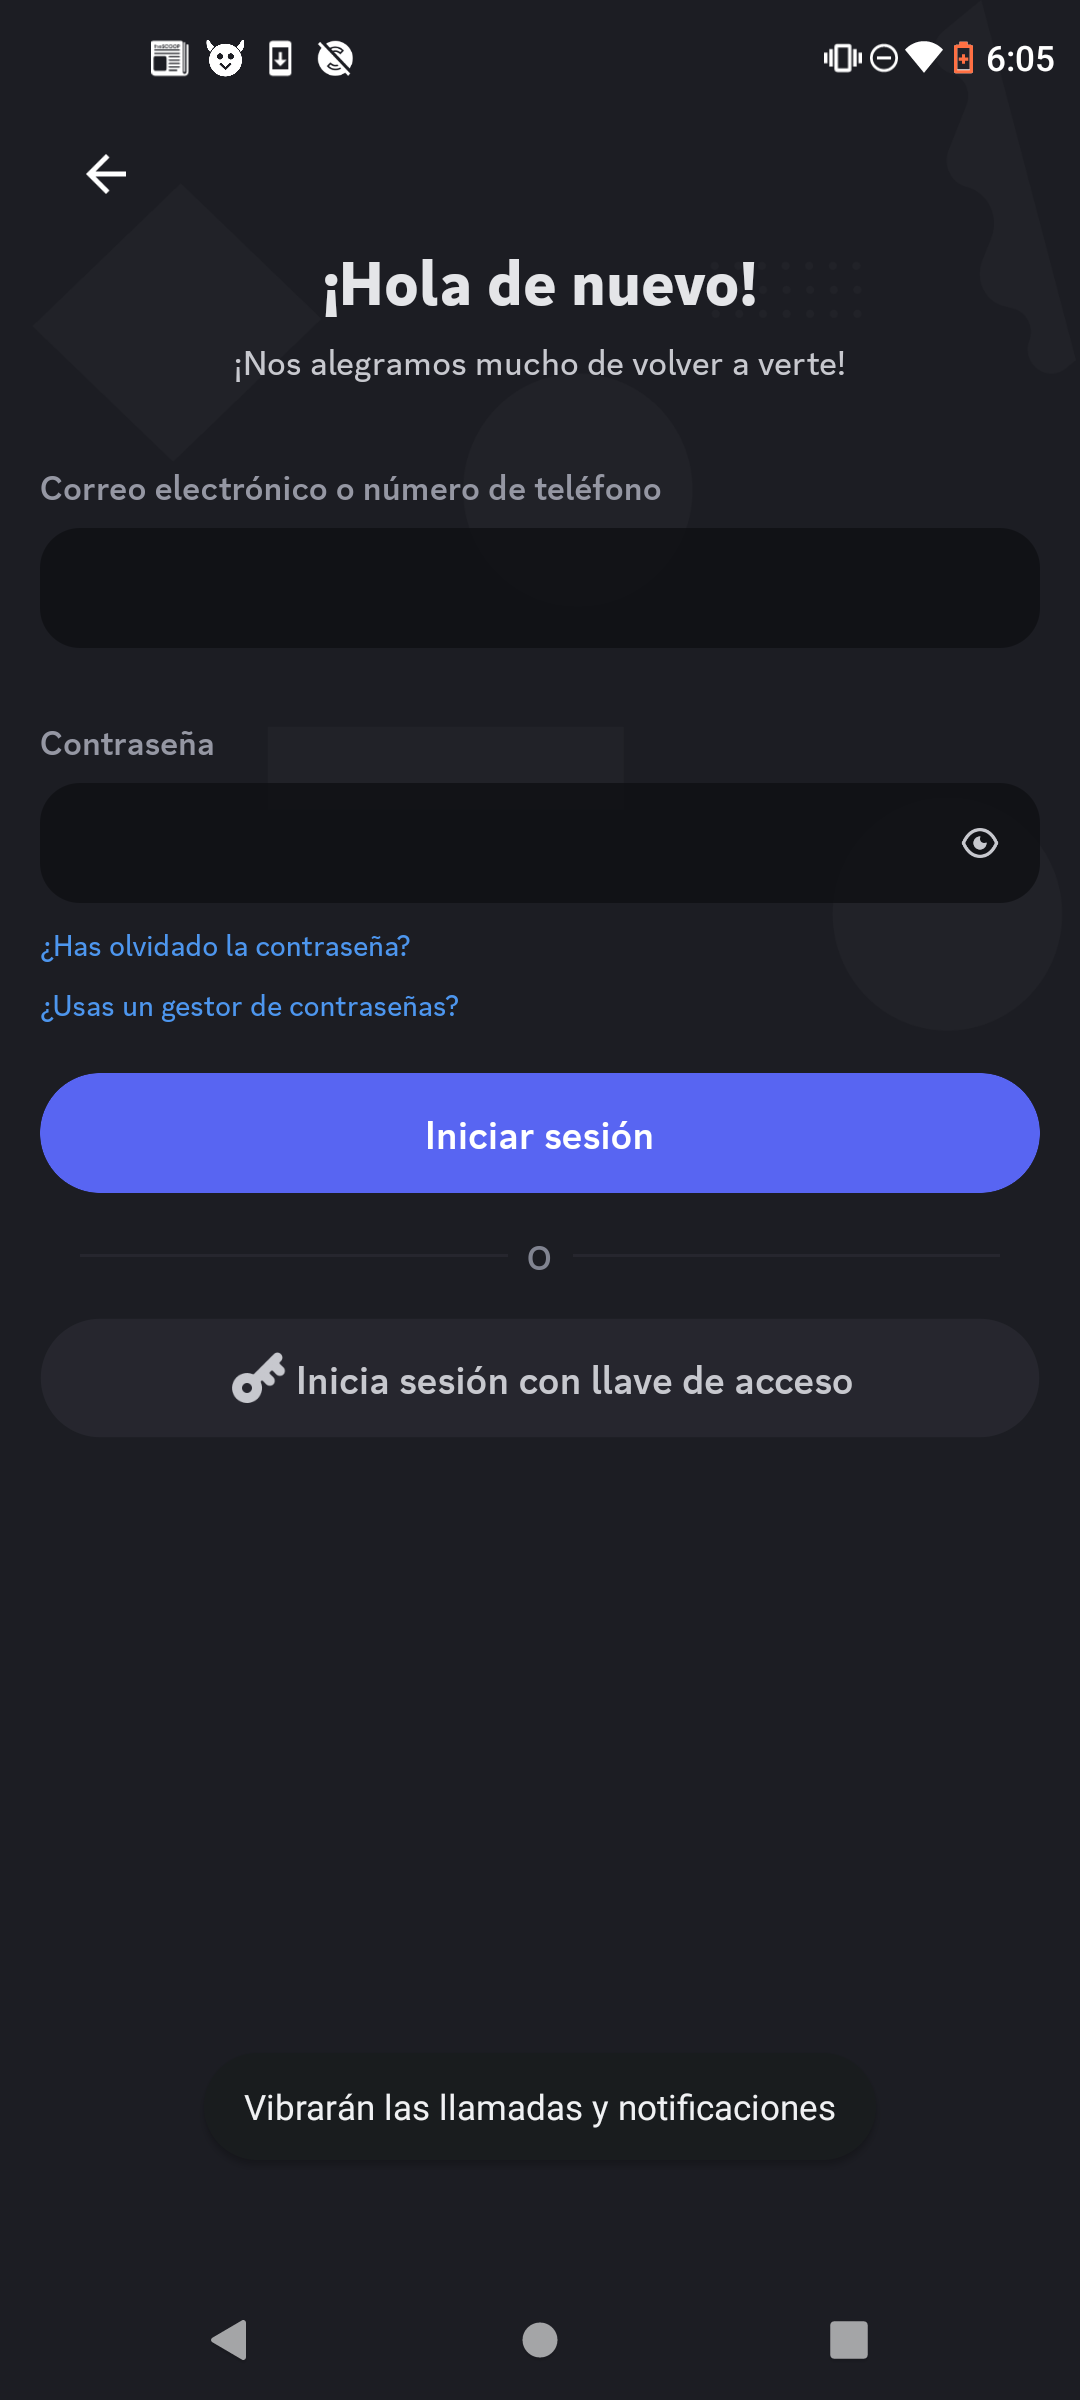 6:05
¡Hola de nuevo!
¡Nos alegramos mucho de volver a verte!
Correo electrónico o número de teléfono
Contraseña
¿Has olvidado la contraseña?
¿Usas un gestor de contraseñas?
Iniciar sesión
O
Inicia sesión con llave de acceso
Vibrarán las llamadas y notificaciones